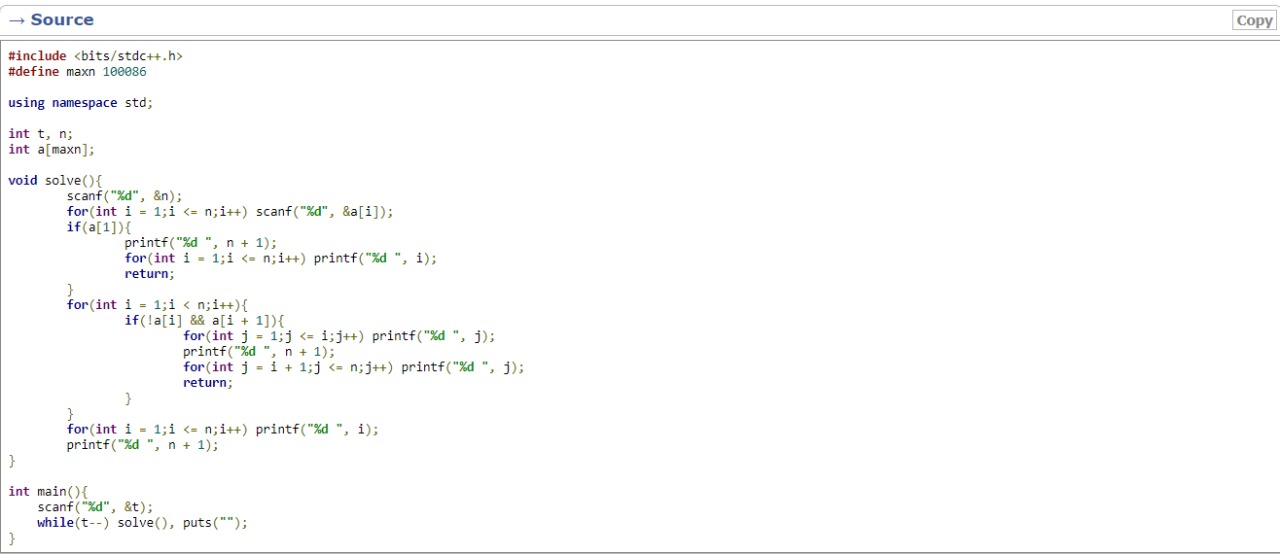 → Source
Copy
#include <bits/stdc++.h>
#define maxn 100086

using namespace std;

int t, n;
int a[maxn];

void solve(){
        scanf("%d", &n);
        for(int i = 1;i <= n;i++) scanf("%d", &a[i]);
        if(a[1]){
                printf("%d ", n + 1);
                for(int i = 1;i <= n;i++) printf("%d ", i);
                return;
        }
        for(int i = 1;i < n;i++){
                if(!a[i] && a[i + 1]){
                        for(int j = 1;j <= i;j++) printf("%d ", j);
                        printf("%d ", n + 1);
                        for(int j = i + 1;j <= n;j++) printf("%d ", j);
                        return;
                }
        }
        for(int i = 1;i <= n;i++) printf("%d ", i);
        printf("%d ", n + 1);
}

int main(){
    scanf("%d", &t);
    while(t--) solve(), puts("");
}